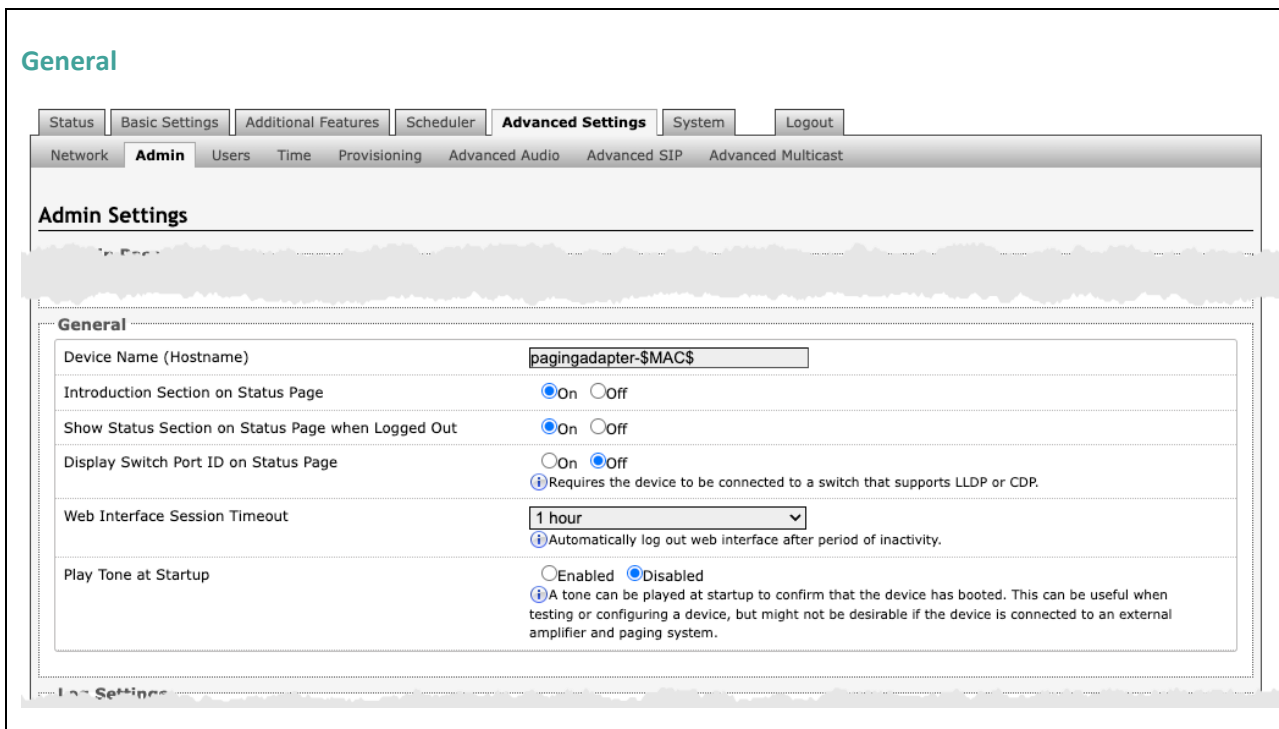 General
Status Basic Settings Additional Features Scheduler Advanced Settings System Logout
Network Admin Users Time Provisioning Advanced Audio Advanced SIP Advanced Multicast
Admin Settings
General
Device Name (Hostname) pagingadapter-$MAC$
Introduction Section on Status Page On Off
Show Status Section on Status Page when Logged Out On Off
Display Switch Port ID on Status Page On Off
Requires the device to be connected to a switch that supports LLDP or CDP.
Web Interface Session Timeout 1 hour
Automatically log out web interface after period of inactivity.
Play Tone at Startup Enabled Disabled
A tone can be played at startup to confirm that the device has booted. This can be useful when
testing or configuring a device, but might not be desirable if the device is connected to an external
amplifier and paging system.
Log Settings